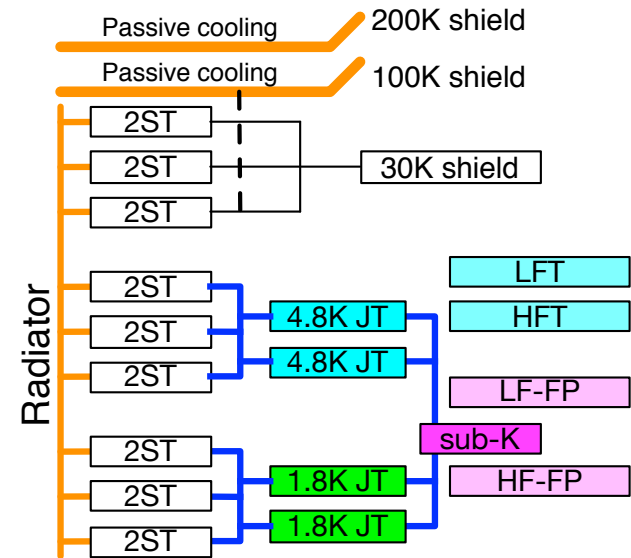 Passive cooling
200K shield
Passive cooling
100K shield
2ST
2ST
30K shield
2ST
Radiator
2ST
LFT
4.8K JT
HFT
2ST
4.8K JT
2ST
LF-FP
sub-K
2ST
1.8K JT
HF-FP
2ST
1.8K JT
2ST